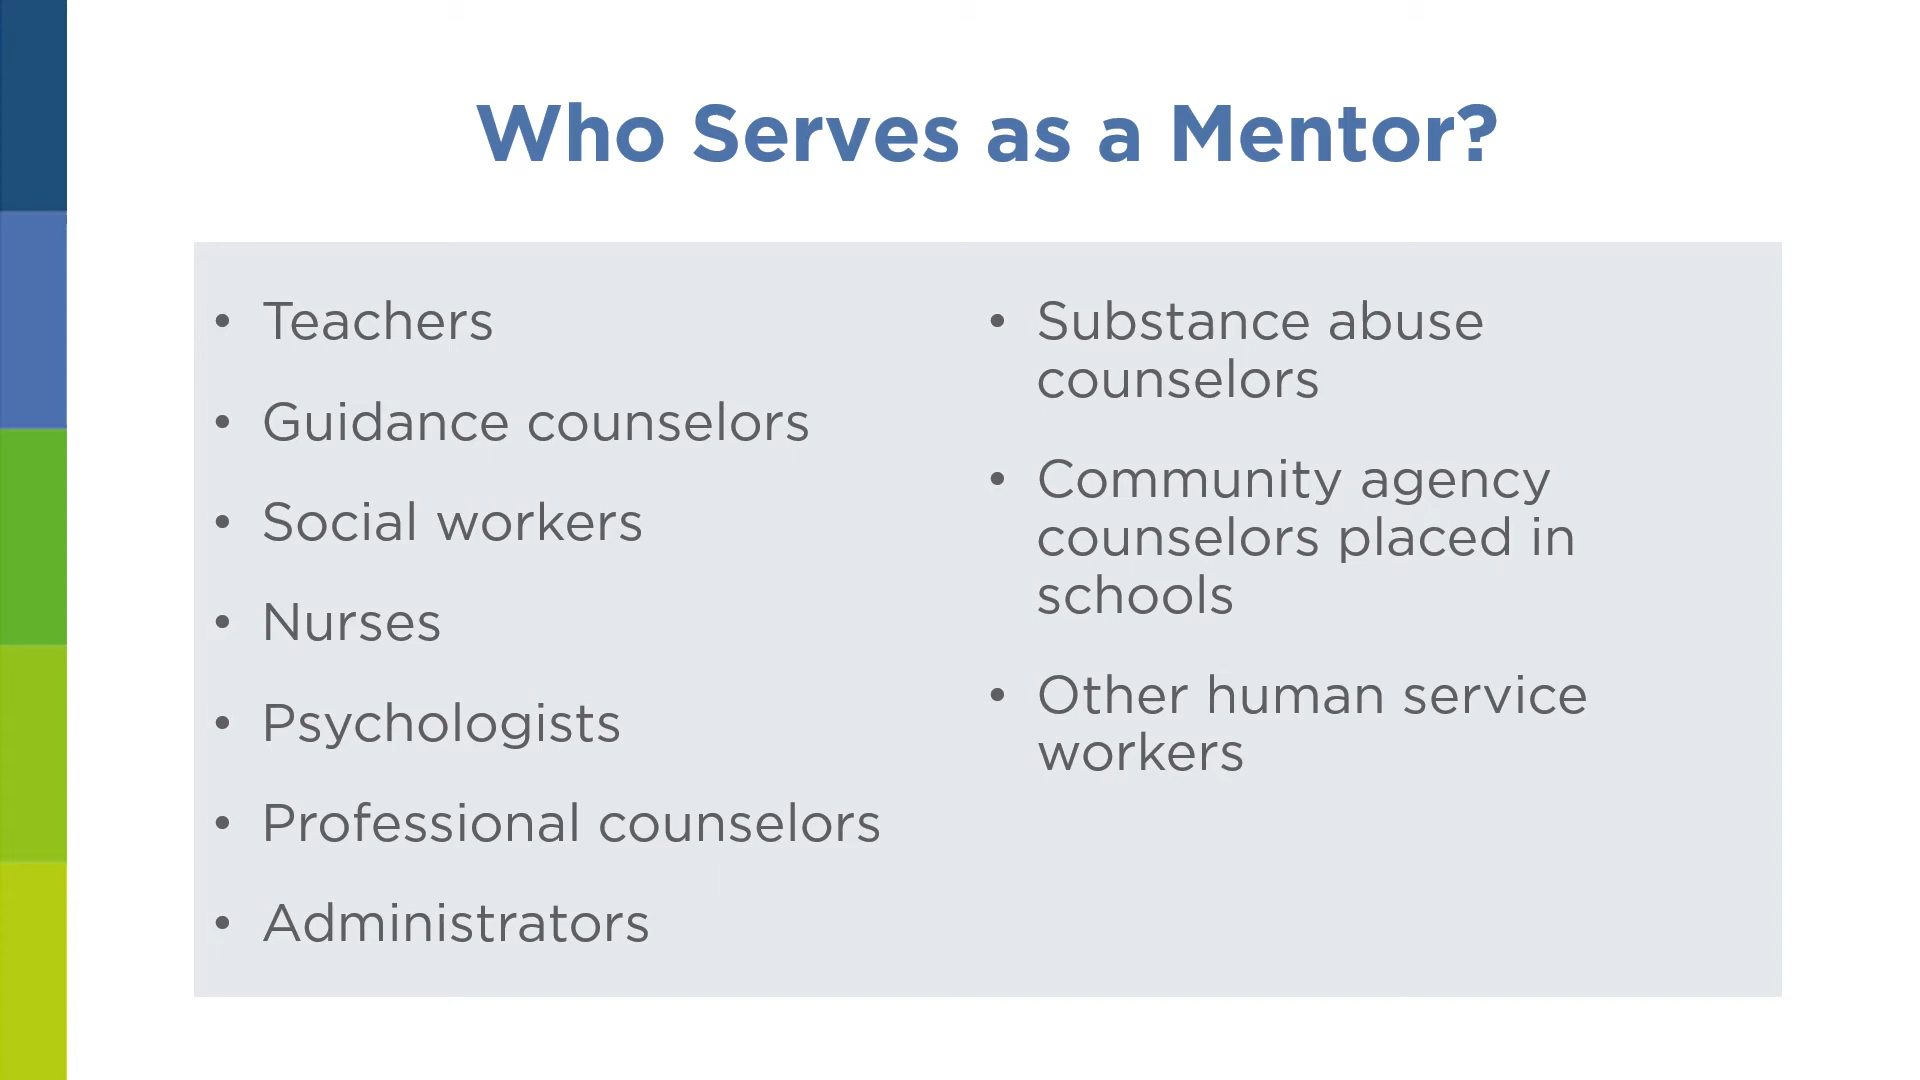 Who Serves as a Mentor?
• Teachers
• Guidance counselors
• Social workers
• Nurses
• Psychologists
• Professional counselors
• Administrators
• Substance abuse
counselors
• Community agency
counselors placed in
schools
• Other human service
workers